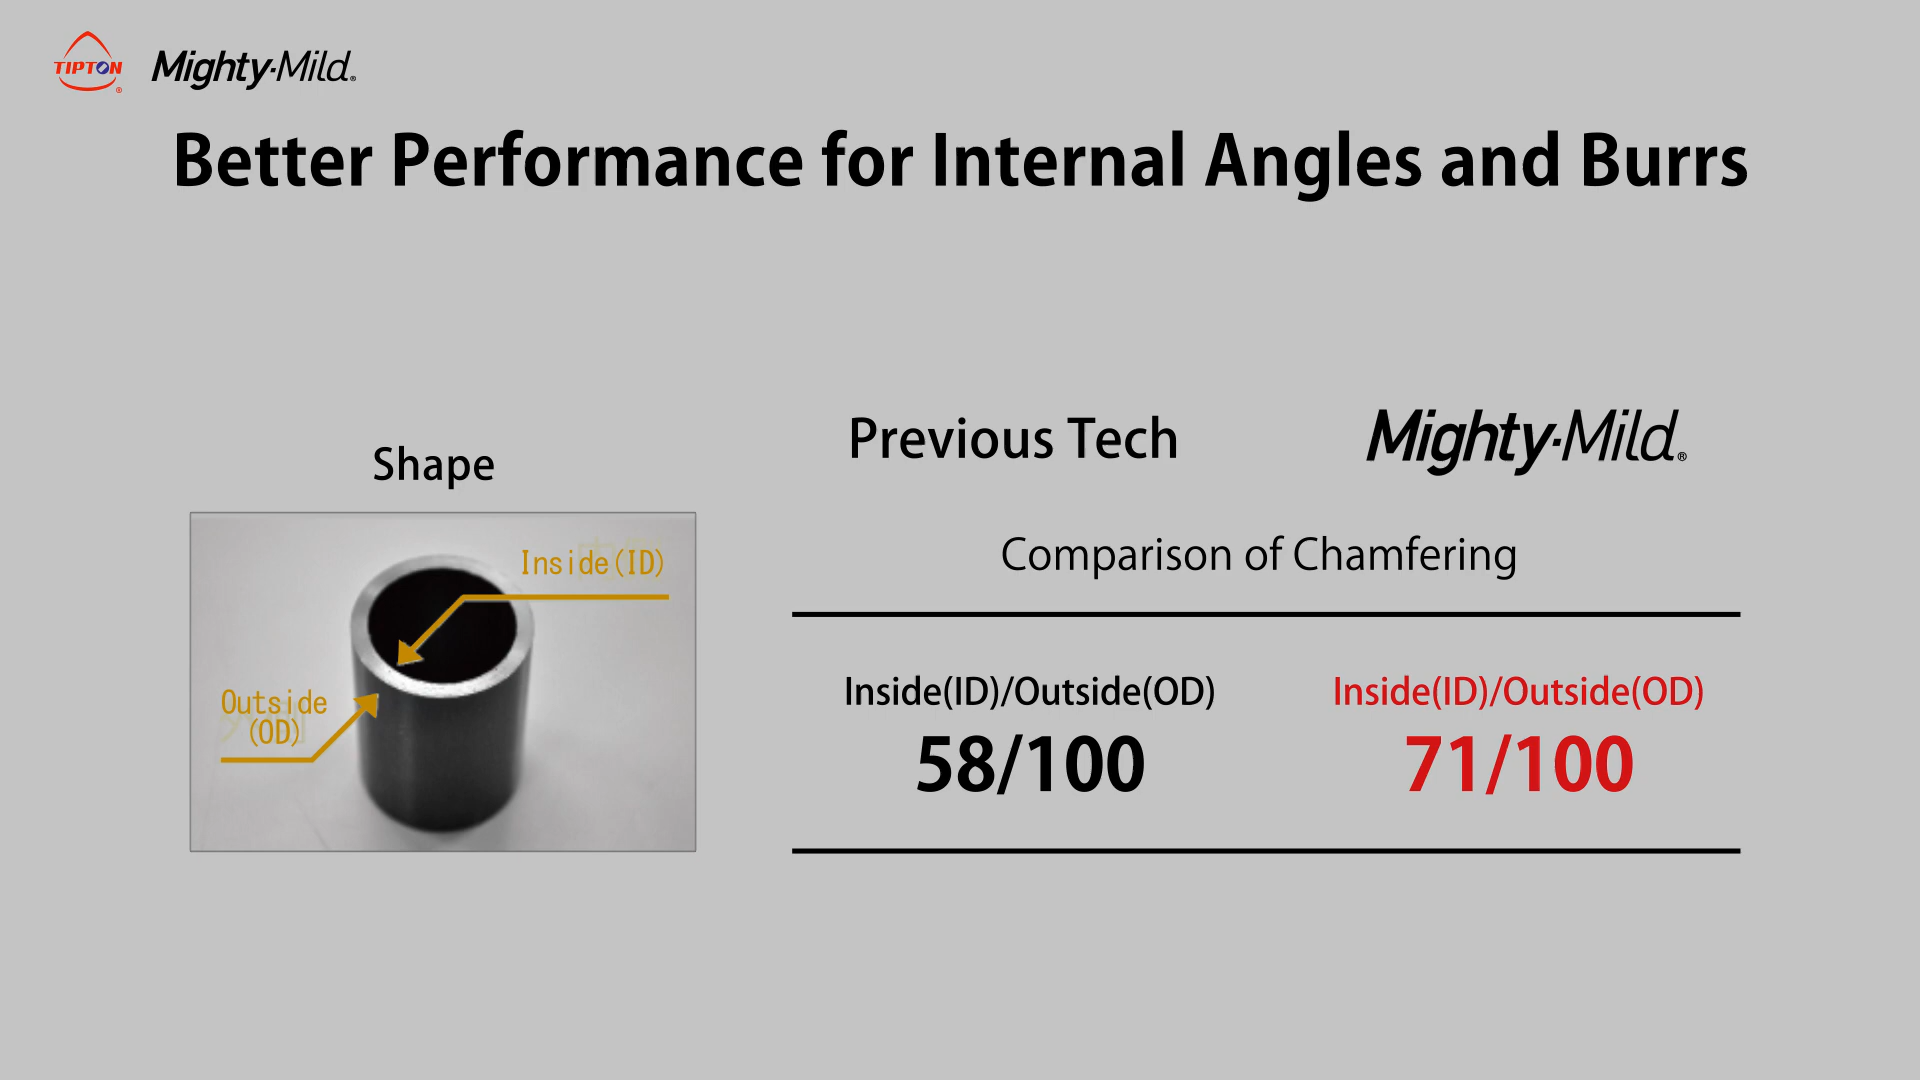 TIPTON ®
Mighty·Mild®
Better Performance for Internal Angles and Burrs
Shape
Inside(ID)
Outside
(OD)
Previous Tech
Mighty·Mild®
Comparison of Chamfering
Inside(ID)/Outside(OD)
58/100
Inside(ID)/Outside(OD)
71/100